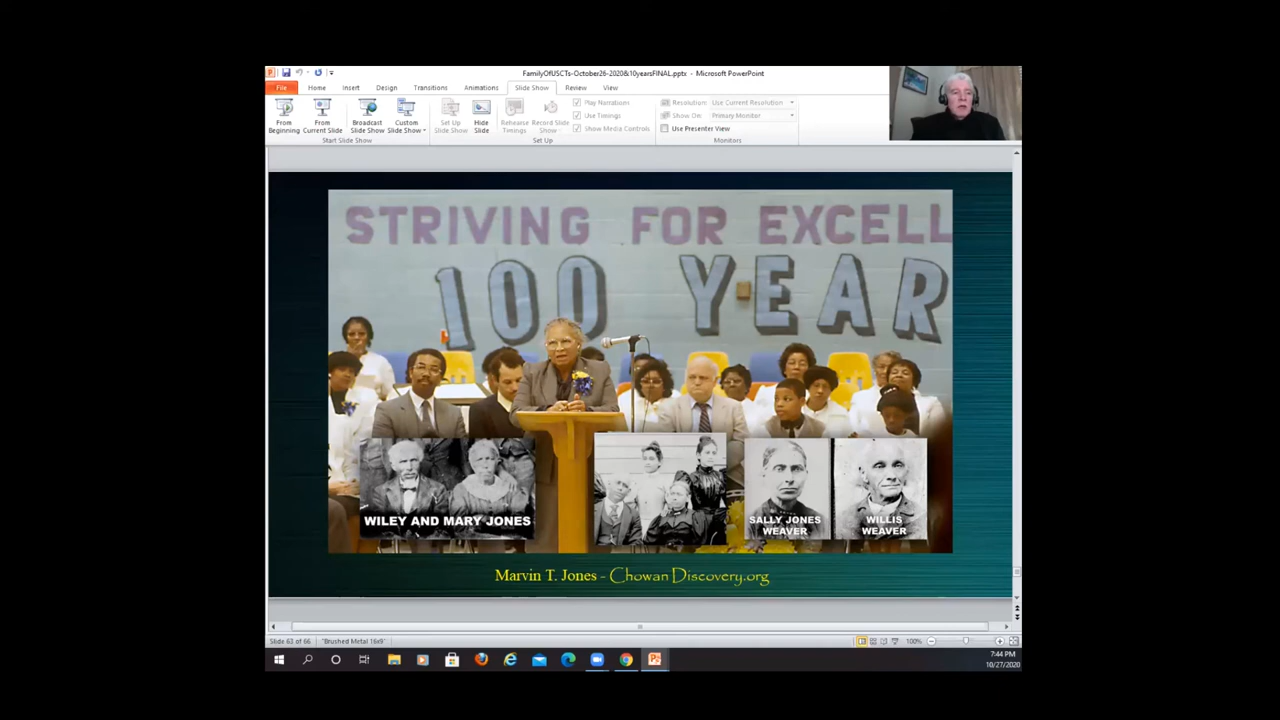 FamilyOfUSCTs-October26-2020&10yearsFINAL.pptx - Microsoft PowerPoint
File Home Insert Design Transitions Animations Slide Show Review View
From Beginning
From Current Slide
Broadcast Slide Show
Custom Slide Show
Set Up Slide Show
Hide Slide
Rehearse Timings
Record Slide Show
Play Narrations
Use Timings
Show Media Controls
Resolution: Use Current Resolution
Show On: Primary Monitor
Use Presenter View
Start Slide Show
Set Up
Monitors
STRIVING FOR EXCELL
100 YEAR
WILEY AND MARY JONES
SALLY JONES
WEAVER
WILLIS
WEAVER
Marvin T. Jones - Chowan Discovery.org
Slide 63 of 66 "Brushed Metal 16x9"
100%
7:44 PM
10/27/2020